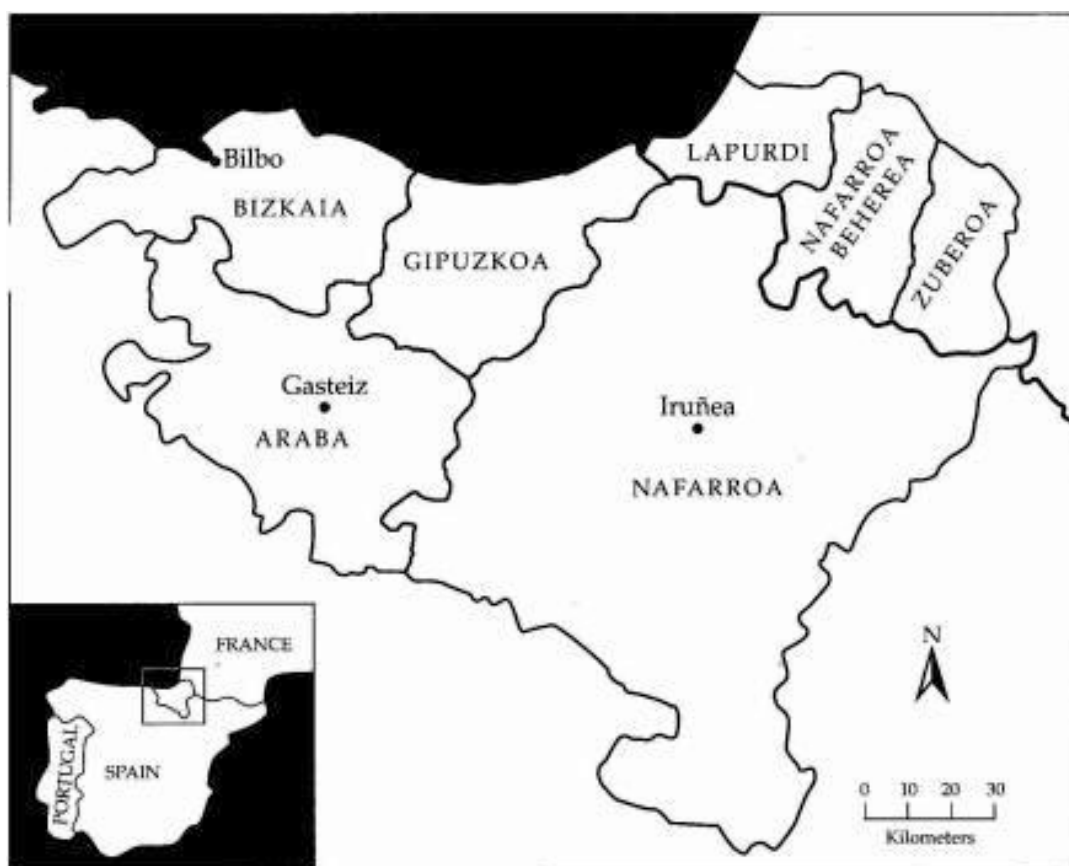 Bilbo
BIZKAIA
GIPUZKOA
LAPURDI
NAFARROA
BEHEREA
ZUBEROA
Gasteiz
ARABA
Iruñea
NAFARROA
FRANCE
SPAIN
PORTUGAL
N
0 10 20 30
Kilometers